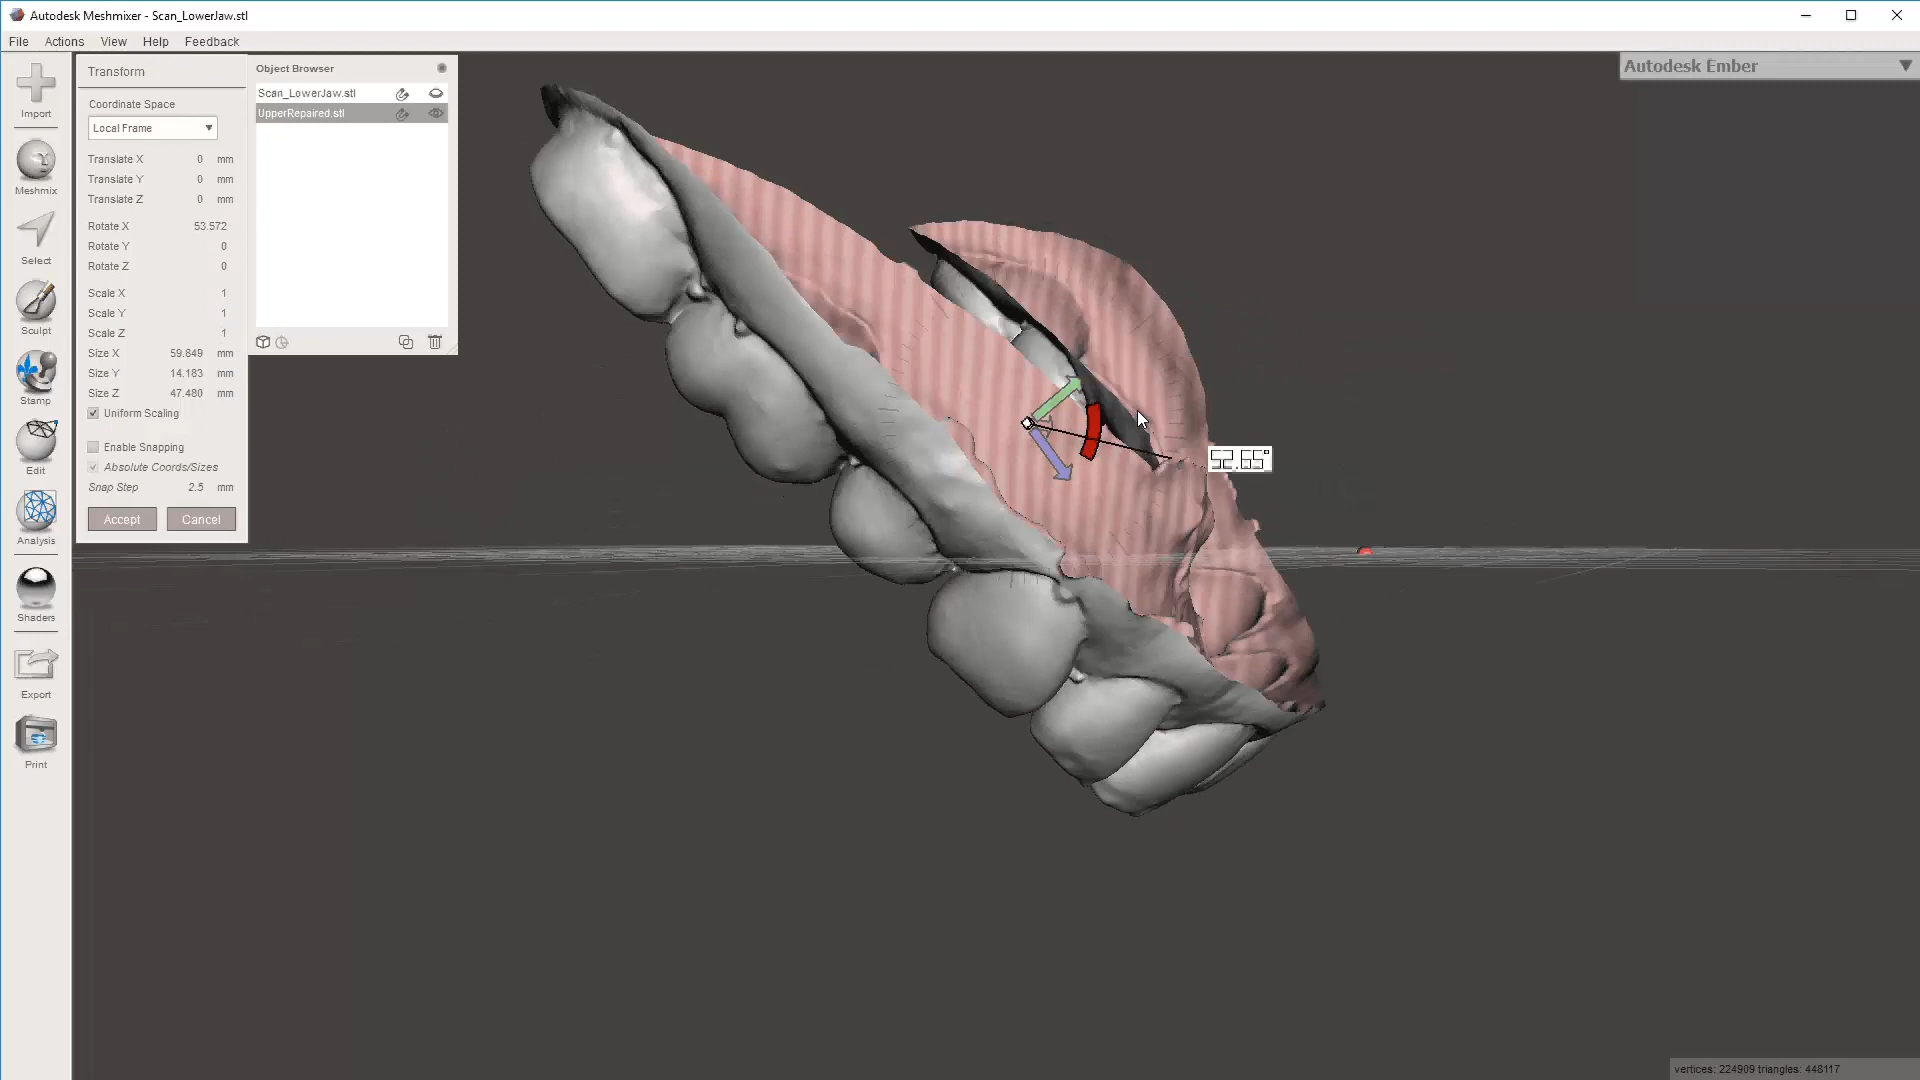 Autodesk Meshmixer - Scan_LowerJaw.stl
File Actions View Help Feedback
Import
Meshmix
Select
Sculpt
Stamp
Edit
Analysis
Shaders
Export
Print
Transform
Coordinate Space
Local Frame
Translate X 0 mm
Translate Y 0 mm
Translate Z 0 mm
Rotate X 53.572
Rotate Y 0
Rotate Z 0
Scale X 1
Scale Y 1
Scale Z 1
Size X 59.849 mm
Size Y 14.183 mm
Size Z 47.480 mm
Uniform Scaling
Enable Snapping
Absolute Coords/Sizes
Snap Step 2.5 mm
Accept Cancel
Object Browser
Scan_LowerJaw.stl
UpperRepaired.stl
Autodesk Ember
52.65°
vertices: 224909 triangles: 448117